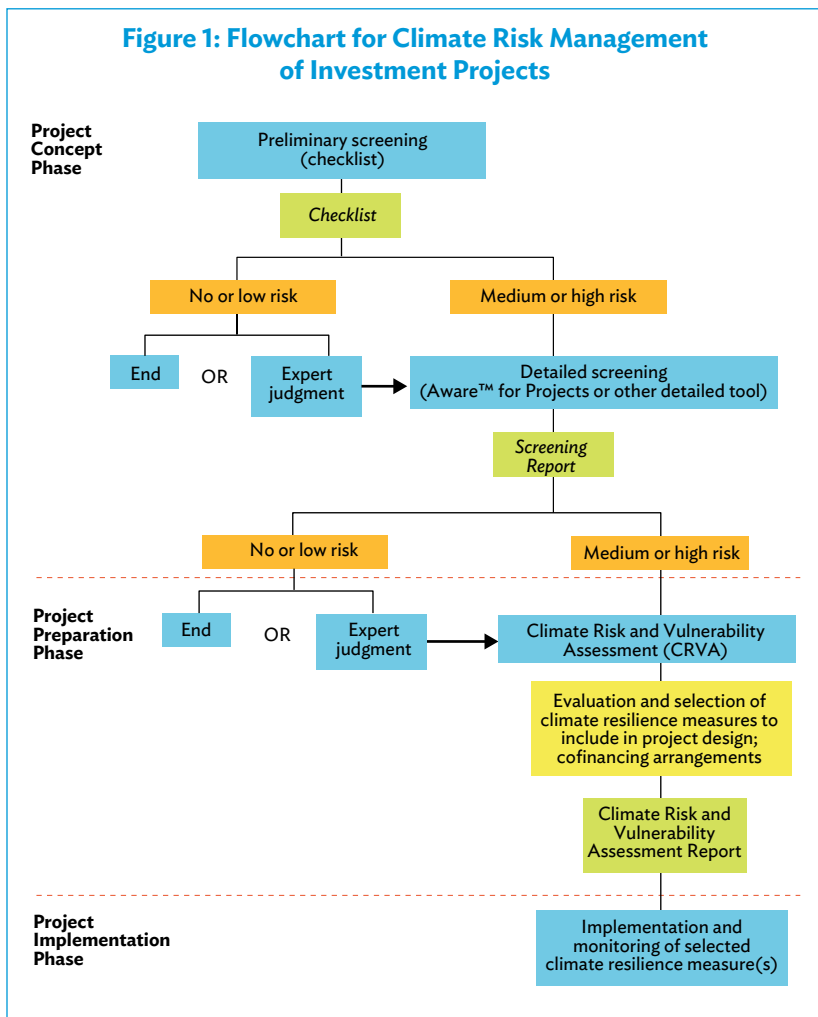 Figure 1: Flowchart for Climate Risk Management
of Investment Projects
Project
Concept
Phase
Preliminary screening
(checklist)
Checklist
No or low risk
Medium or high risk
End
OR
Expert
judgment
Detailed screening
(Aware™ for Projects or other detailed tool)
Screening
Report
No or low risk
Medium or high risk
Project
Preparation
Phase
End
OR
Expert
judgment
Climate Risk and Vulnerability
Assessment (CRVA)
Evaluation and selection of
climate resilience measures to
include in project design;
cofinancing arrangements
Climate Risk and
Vulnerability
Assessment Report
Project
Implementation
Phase
Implementation and
monitoring of selected
climate resilience measure(s)